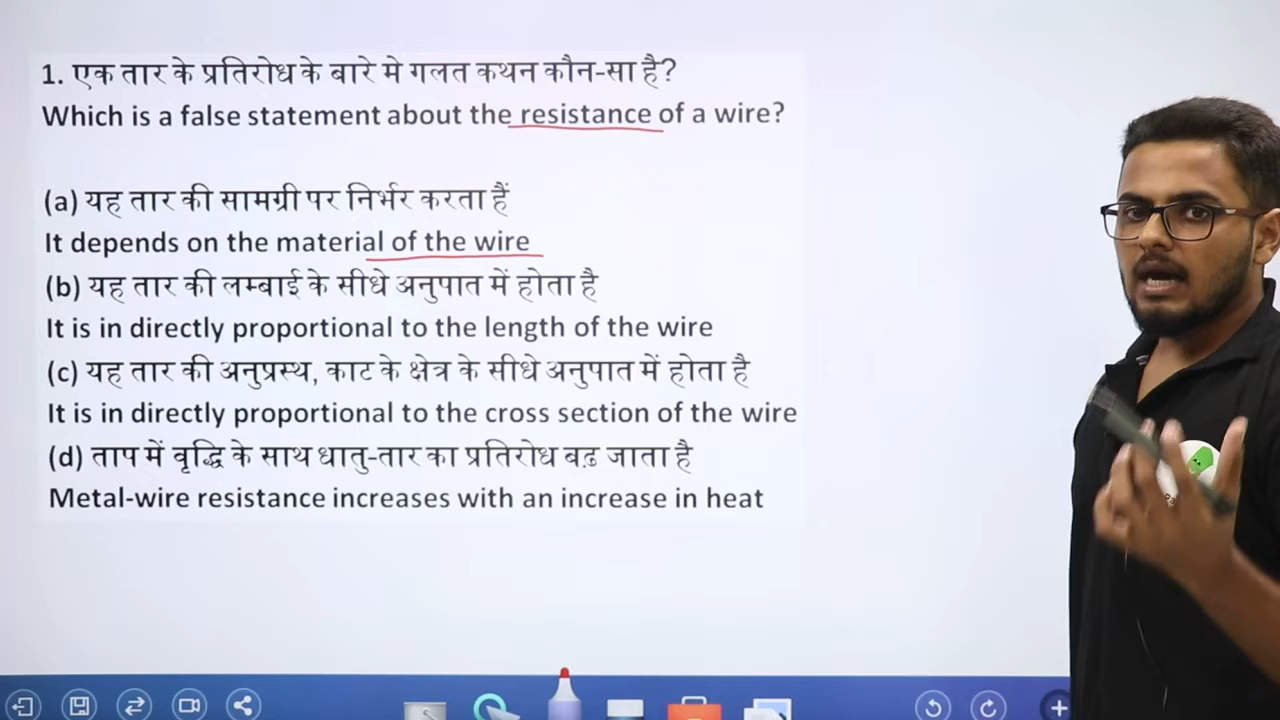 1. एक तार के प्रतिरोध के बारे मे गलत कथन कौन-सा है?
Which is a false statement about the resistance of a wire?
(a) यह तार की सामग्री पर निर्भर करता हैं
It depends on the material of the wire
(b) यह तार की लम्बाई के सीधे अनुपात में होता है
It is in directly proportional to the length of the wire
(c) यह तार की अनुप्रस्थ, काट के क्षेत्र के सीधे अनुपात में होता है
It is in directly proportional to the cross section of the wire
(d) ताप में वृद्धि के साथ धातु-तार का प्रतिरोध बढ़ जाता है
Metal-wire resistance increases with an increase in heat